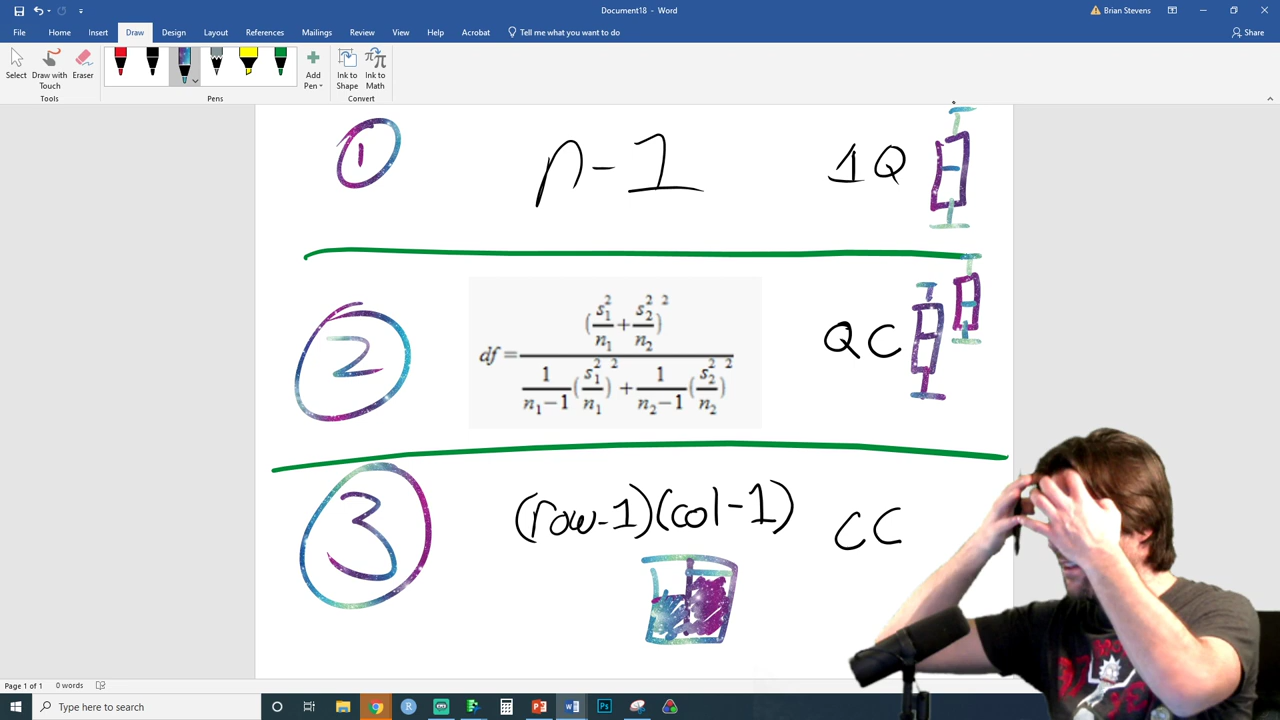 Document18 - Word
Brian Stevens
File Home Insert Draw Design Layout References Mailings Review View Help Acrobat Tell me what you want to do
Share
Select Draw with Touch Eraser
Add Pen
Ink to Shape Ink to Math
Tools Pens Convert
1 n-1 1Q
2 df = (s₁²/n₁ + s₂²/n₂)² / (1/(n₁-1) (s₁²/n₁)² + 1/(n₂-1) (s₂²/n₂)²) QC
3 (row-1)(col-1) CC
Page 1 of 1 0 words
Type here to search